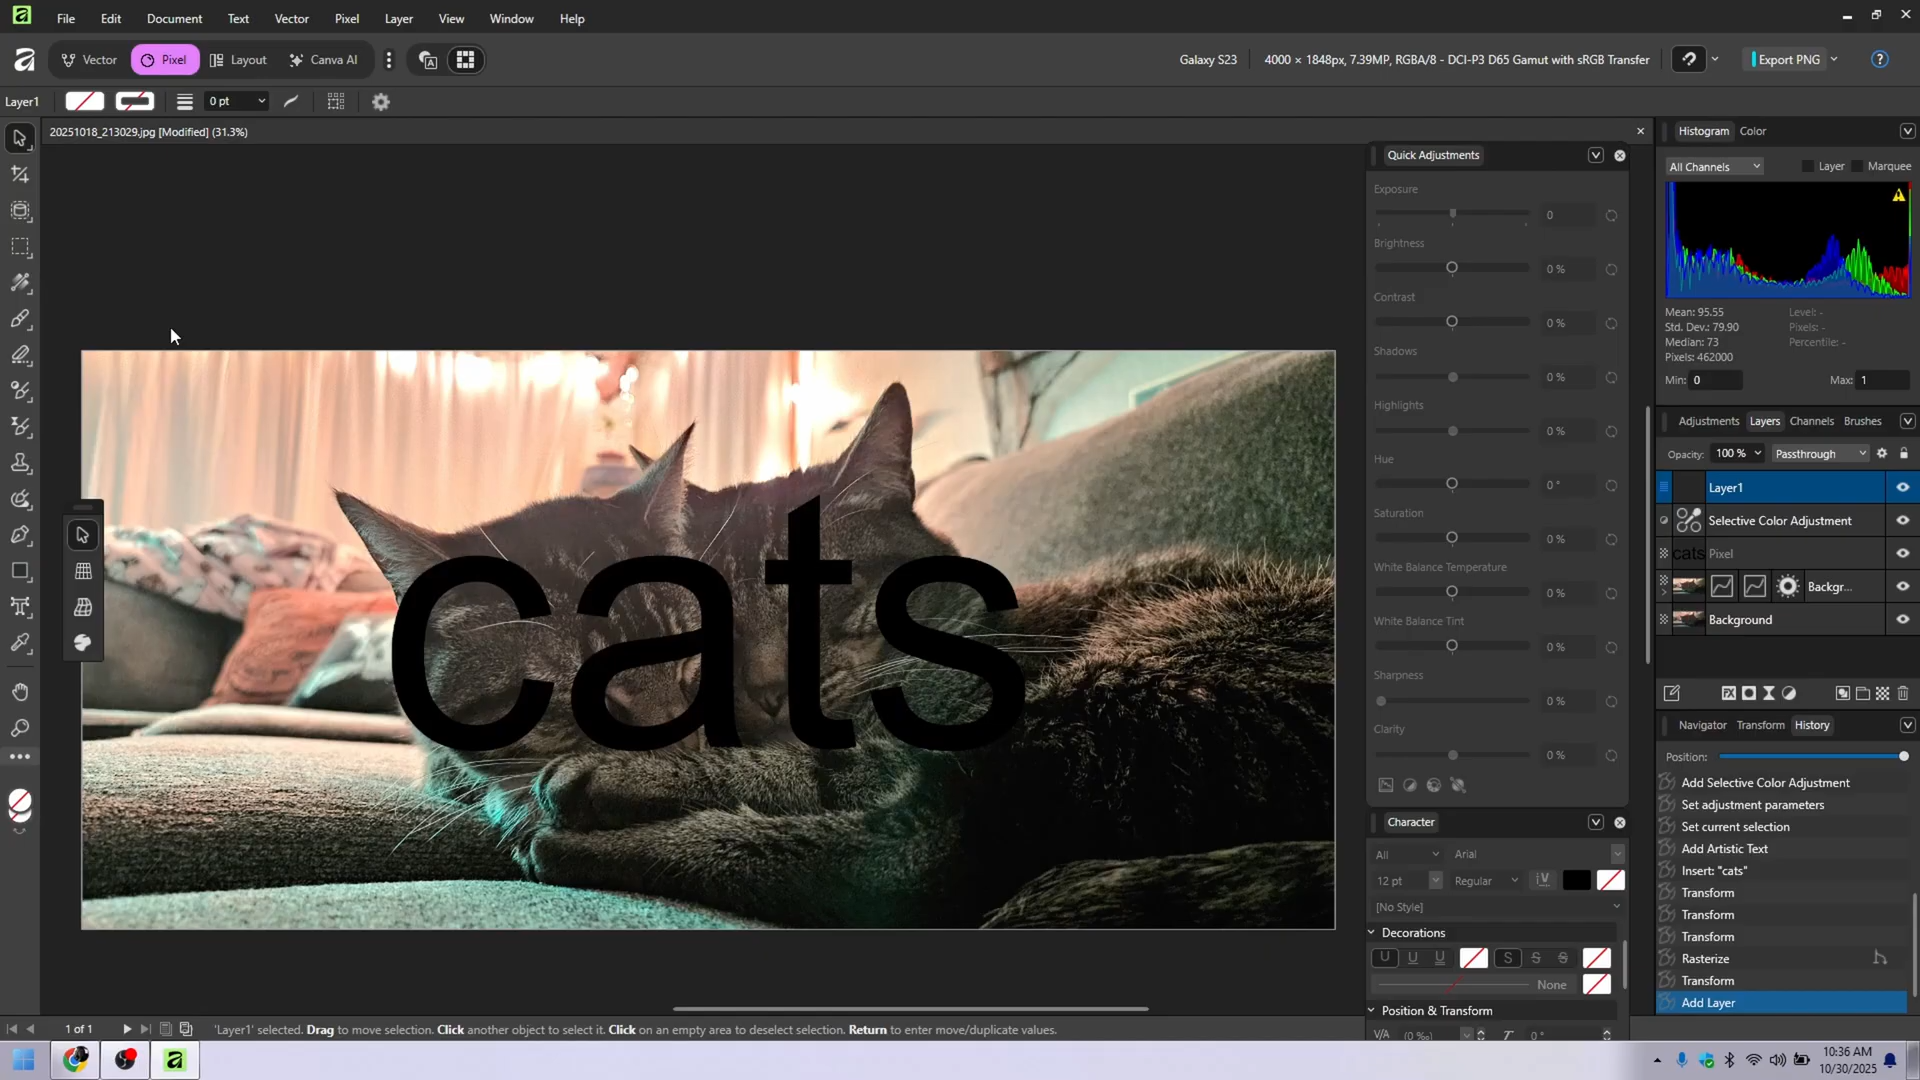 File Edit Document Text Vector Pixel Layer View Window Help
Vector Pixel Layout Canva AI
Galaxy S23 4000 × 1848px, 7.39MP, RGBA/8 - DCI-P3 D65 Gamut with sRGB Transfer Export PNG
Layer1 0 pt
20251018_213029.jpg [Modified] (31.3%)
cats
Quick Adjustments
Exposure
0
Brightness
0 %
Contrast
0 %
Shadows
0 %
Highlights
0 %
Hue
0 °
Saturation
0 %
White Balance Temperature
0 %
White Balance Tint
0 %
Sharpness
0 %
Clarity
0 %
Character
All Arial
12 pt Regular
[No Style]
Decorations
U U U S S S
None
Position & Transform
V/A (0 ‰) T 0 °
Histogram Color
All Channels Layer Marquee
Mean: 95.55 Level: -
Std. Dev.: 79.90 Pixels: -
Median: 73 Percentile: -
Pixels: 462000
Min: 0 Max: 1
Adjustments Layers Channels Brushes
Opacity: 100 % Passthrough
Layer1
Selective Color Adjustment
cats Pixel
Backgr...
Background
FX
Navigator Transform History
Position:
Add Selective Color Adjustment
Set adjustment parameters
Set current selection
Add Artistic Text
Insert: "cats"
Transform
Transform
Transform
Rasterize
Transform
Add Layer
1 of 1 'Layer1' selected. Drag to move selection. Click another object to select it. Click on an empty area to deselect selection. Return to enter move/duplicate values.
10:36 AM
10/30/2025